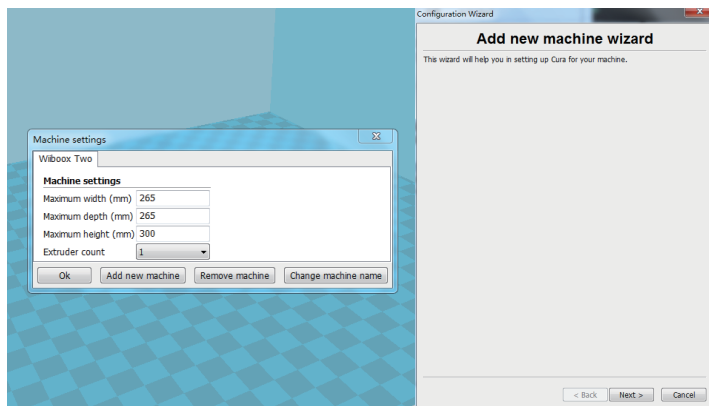 Machine settings
Wiboox Two
Machine settings
Maximum width (mm) 265
Maximum depth (mm) 265
Maximum height (mm) 300
Extruder count 1
Ok Add new machine Remove machine Change machine name
Configuration Wizard
Add new machine wizard
This wizard will help you in setting up Cura for your machine.
< Back Next > Cancel